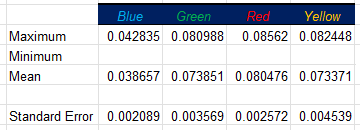 Blue Green Red Yellow
Maximum 0.042835 0.080988 0.08562 0.082448
Minimum
Mean 0.038657 0.073851 0.080476 0.073371
Standard Error 0.002089 0.003569 0.002572 0.004539